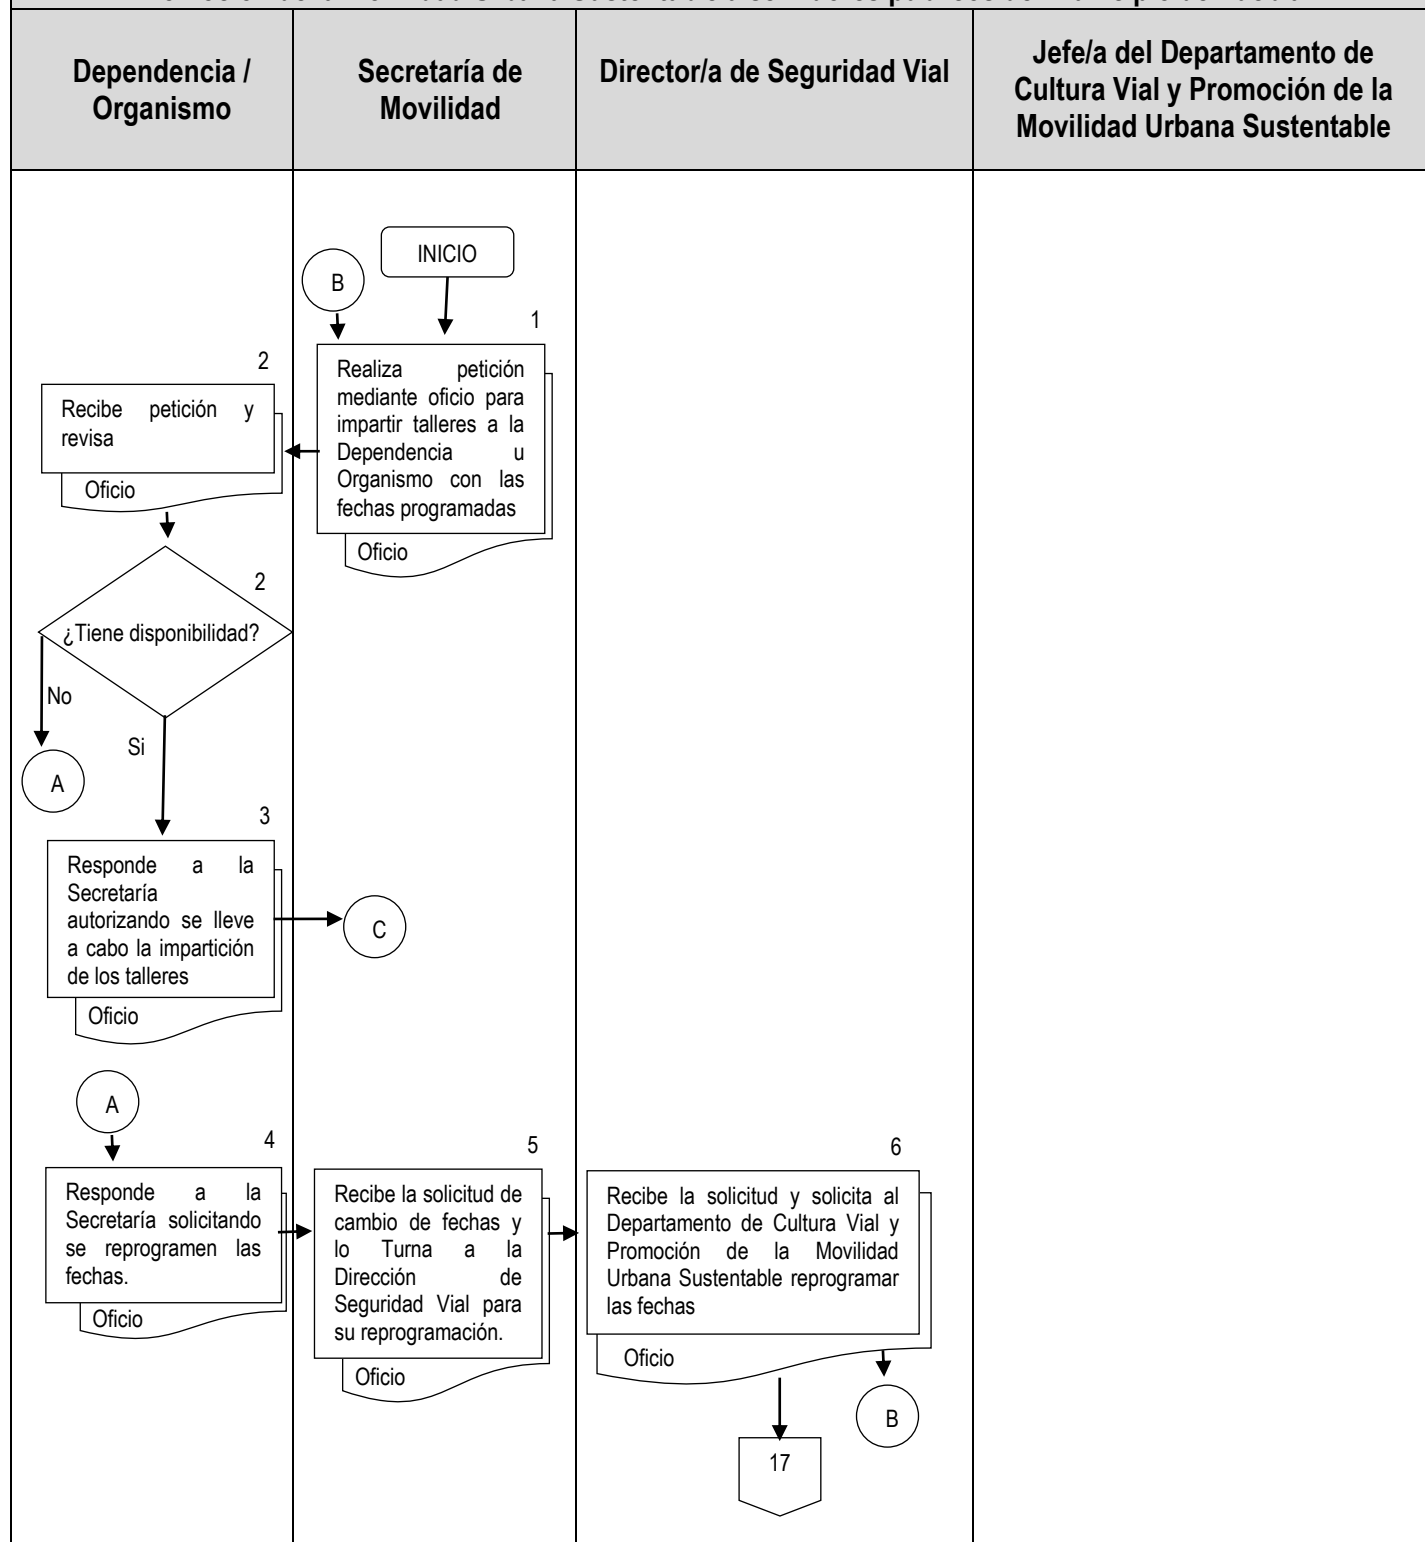 Dependencia /
Organismo
Secretaría de
Movilidad
Director/a de Seguridad Vial
Jefe/a del Departamento de
Cultura Vial y Promoción de la
Movilidad Urbana Sustentable
INICIO
B
1
Realiza petición
mediante oficio para
impartir talleres a la
Dependencia u
Organismo con las
fechas programadas
Oficio
2
Recibe petición y
revisa
Oficio
2
¿Tiene disponibilidad?
No
Si
A
3
Responde a la
Secretaría
autorizando se lleve
a cabo la impartición
de los talleres
Oficio
C
A
4
Responde a la
Secretaría solicitando
se reprogramen las
fechas.
Oficio
5
Recibe la solicitud de
cambio de fechas y
lo Turna a la
Dirección de
Seguridad Vial para
su reprogramación.
Oficio
6
Recibe la solicitud y solicita al
Departamento de Cultura Vial y
Promoción de la Movilidad
Urbana Sustentable reprogramar
las fechas
Oficio
B
17